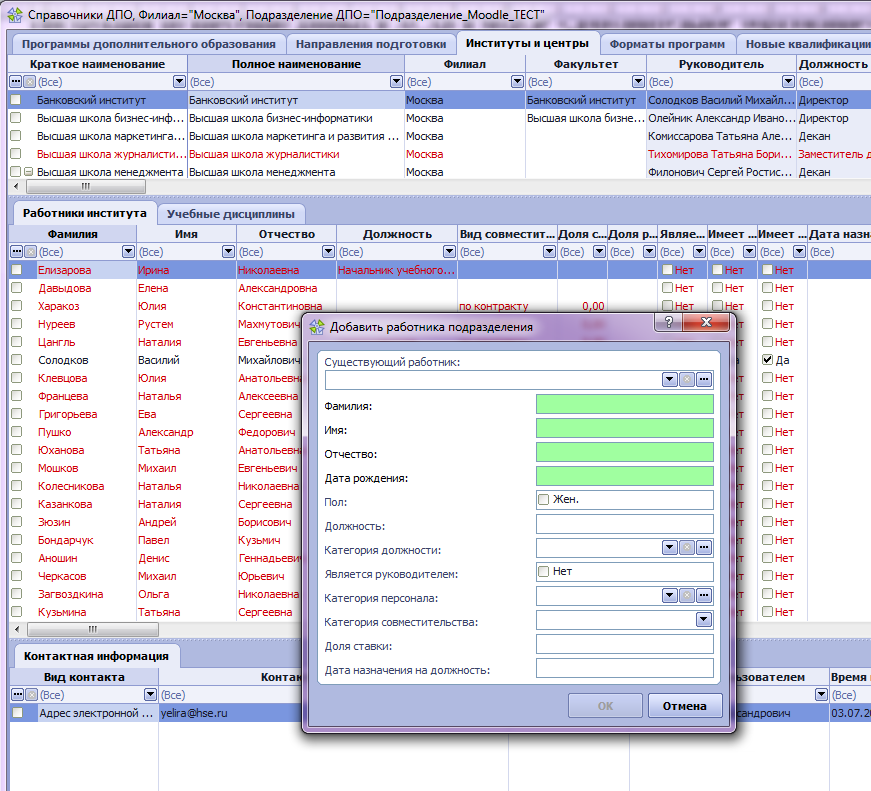 Справочники ДПО, Филиал="Москва", Подразделение ДПО="Подразделение_Moodle_ТЕСТ"
Программы дополнительного образования Направления подготовки Институты и центры Форматы программ Новые квалификации
Краткое наименование Полное наименование Филиал Факультет Руководитель Должность
(Все) (Все) (Все) (Все) (Все) (Все)
Банковский институт Банковский институт Москва Банковский институт Солодков Василий Михайл... Директор
Высшая школа бизнес-инф... Высшая школа бизнес-информатики Москва Высшая школа бизне... Олейник Александр Ивано... Директор
Высшая школа маркетинга... Высшая школа маркетинга и развития ... Москва Комиссарова Татьяна Але... Декан
Высшая школа журналисти... Высшая школа журналистики Москва Тихомирова Татьяна Бори... Заместитель д
Высшая школа менеджмента Высшая школа менеджмента Москва Филонович Сергей Ростис... Декан
Работники института Учебные дисциплины
Фамилия Имя Отчество Должность Вид совместит... Доля с... Доля р... Являе... Имеет ... Имеет ... Дата назна
(Все) (Все) (Все) (Все) (Все) (Все) (Все) (Все) (Все) (Все) (Все)
Елизарова Ирина Николаевна Начальник учебного... Нет Нет Нет
Давыдова Елена Александровна Нет Нет Нет
Харакоз Юлия Константиновна по контракту 0,00 Нет Нет Нет
Нуреев Рустем Махмутович Нет
Цангль Наталия Евгеньевна Нет
Солодков Василий Михайлович Да
Клевцова Юлия Анатольевн Нет
Францева Наталья Алексеевна Нет
Григорьева Ева Сергеевна Нет
Пушко Александр Федорович Нет
Юханова Татьяна Анатольевн Нет
Мошков Михаил Евгеньевич Нет
Колесникова Наталья Николаевна Нет
Казанкова Наталия Сергеевна Нет
Зюзин Андрей Борисович Нет
Бондарчук Павел Кузьмич Нет
Аношин Денис Геннадьеви Нет
Черкасов Михаил Юрьевич Нет
Загвоздкина Ольга Николаевна Нет
Кузьмина Татьяна Сергеевна Нет
Добавить работника подразделения
Существующий работник:
Фамилия:
Имя:
Отчество:
Дата рождения:
Пол: Жен.
Должность:
Категория должности:
Является руководителем: Нет
Категория персонала:
Категория совместительства:
Доля ставки:
Дата назначения на должность:
OK Отмена
Контактная информация
Вид контакта Контак ьзователем Время
(Все) (Все) (Все)
Адрес электронной ... yelira@hse.ru сандрович 03.07.20